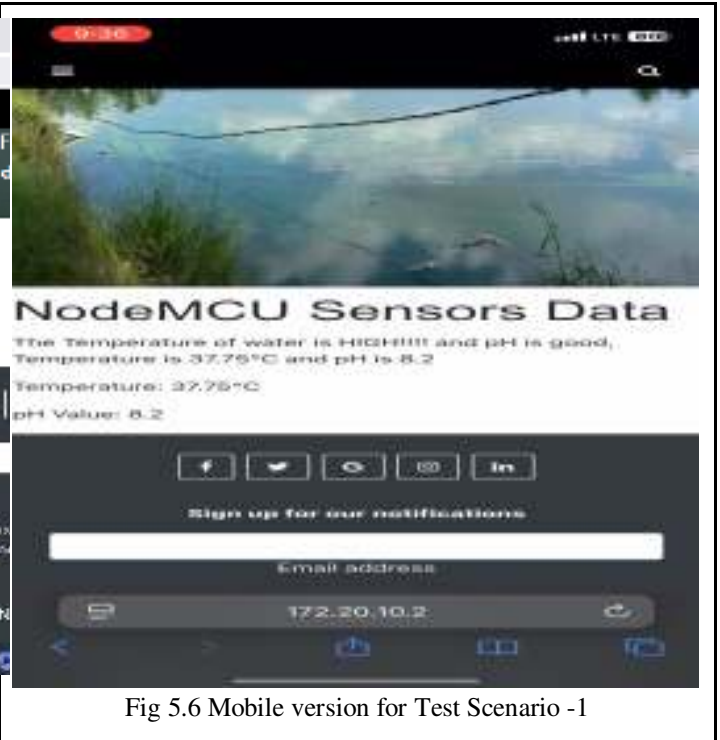 9:36
LTE
NodeMCU Sensors Data
The Temperature of water is HIGH!!!! and pH is good,
Temperature is 37.75°C and pH is 8.2
Temperature: 37.75°C
pH Value: 8.2
f G in
Sign up for our notifications
Email address
172.20.10.2
Fig 5.6 Mobile version for Test Scenario -1